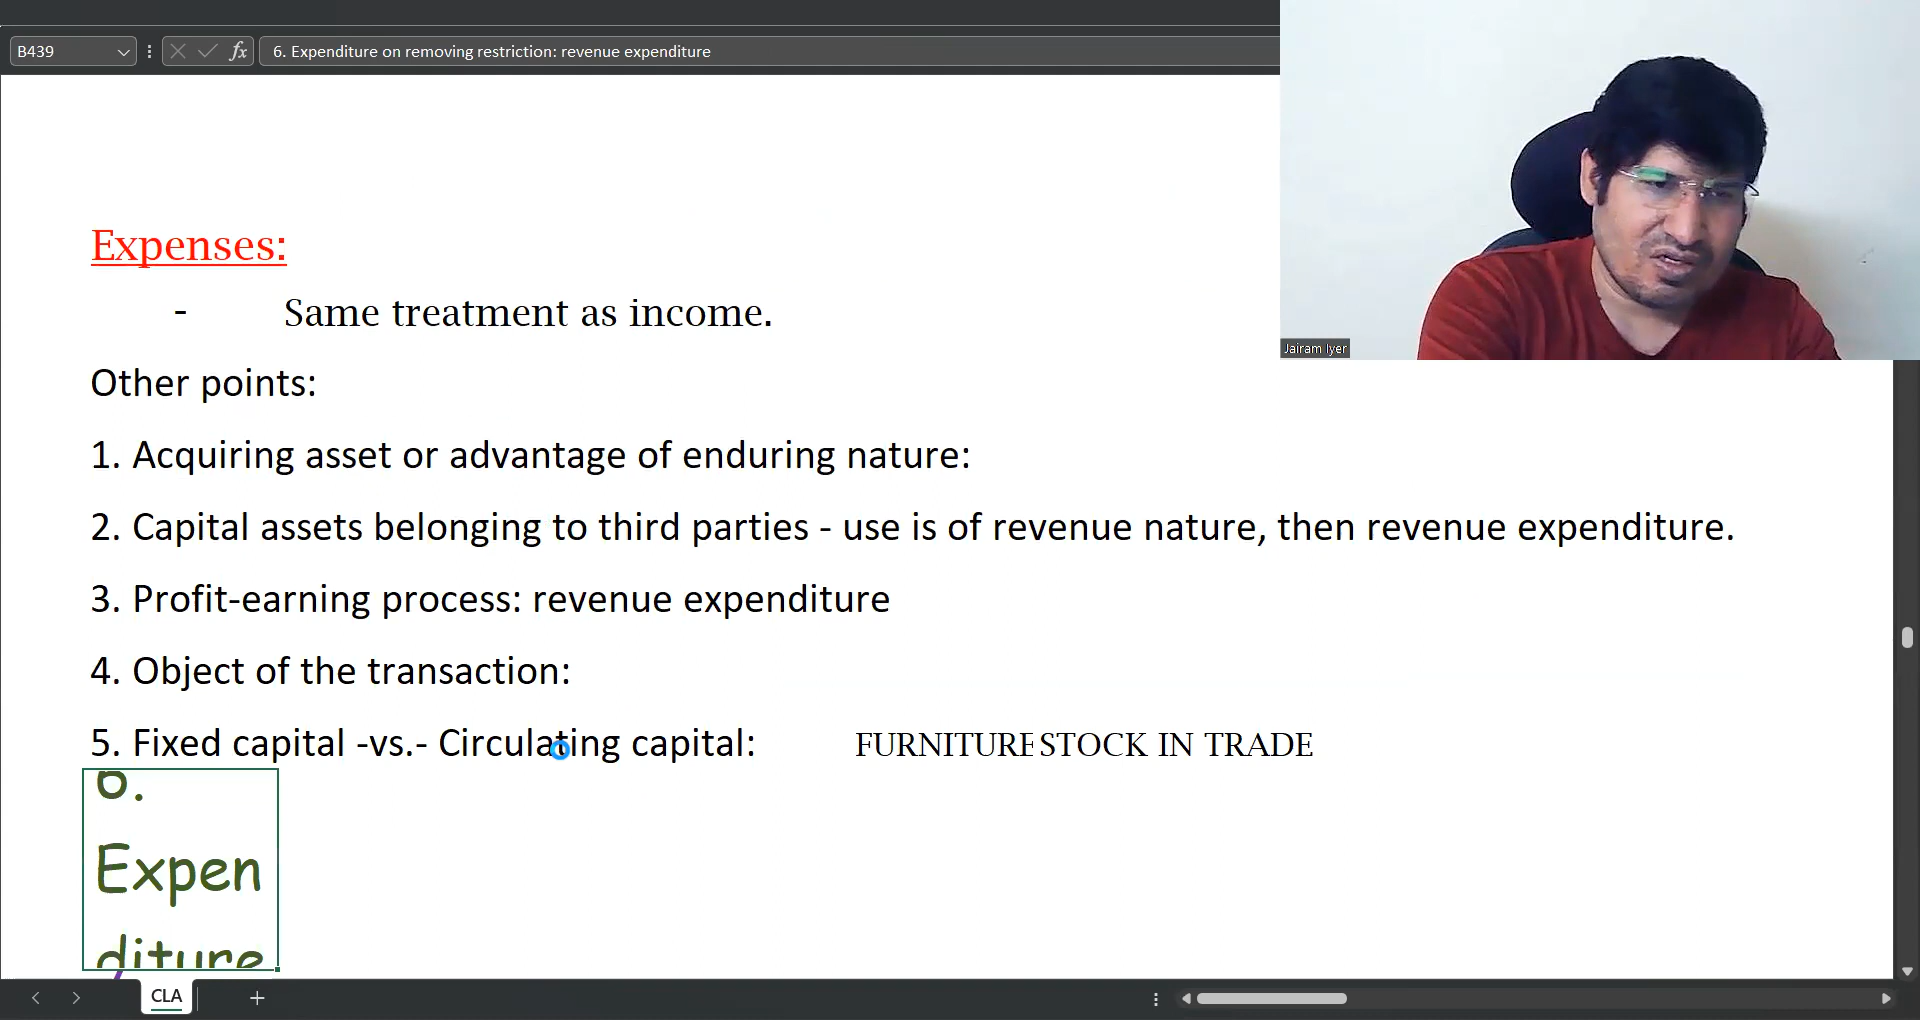 B439
fx
6. Expenditure on removing restriction: revenue expenditure
Jairam Iyer
Expenses:
- Same treatment as income.
Other points:
1. Acquiring asset or advantage of enduring nature:
2. Capital assets belonging to third parties - use is of revenue nature, then revenue expenditure.
3. Profit-earning process: revenue expenditure
4. Object of the transaction:
5. Fixed capital -vs.- Circulating capital: FURNITURE STOCK IN TRADE
6.
Expen
diture
CLA